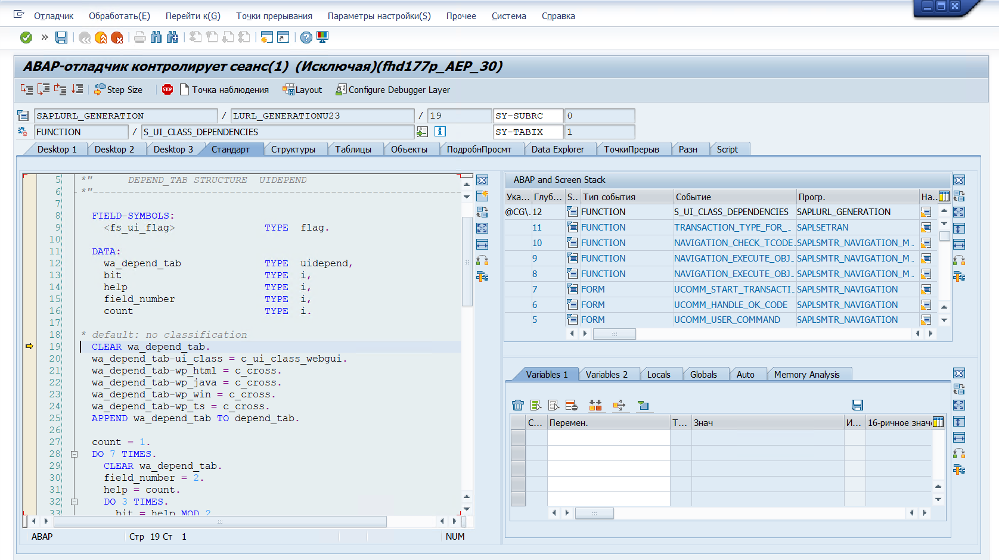 Отладчик Обработать(E) Перейти к(G) Точки прерывания Параметры настройки(S) Прочее Система Справка
ABAP-отладчик контролирует сеанс(1) (Исключая)(fhd177p_AEP_30)
Step Size STOP Точка наблюдения Layout Configure Debugger Layer
SAPLURL_GENERATION / LURL_GENERATIONU23 / 19 SY-SUBRC 0
FUNCTION / S_UI_CLASS_DEPENDENCIES SY-TABIX 1
Desktop 1 Desktop 2 Desktop 3 Стандарт Структуры Таблицы Объекты ПодробнПросмт Data Explorer ТочкиПрерыв Разн Script
5 *" DEPEND_TAB STRUCTURE UIDEPEND
6 *"--------------------------------------------------------------
7
8 FIELD-SYMBOLS:
9 <fs_ui_flag> TYPE flag.
10
11 DATA:
12 wa_depend_tab TYPE uidepend,
13 bit TYPE i,
14 help TYPE i,
15 field_number TYPE i,
16 count TYPE i.
17
18 * default: no classification
19 CLEAR wa_depend_tab.
20 wa_depend_tab-ui_class = c_ui_class_webgui.
21 wa_depend_tab-wp_html = c_cross.
22 wa_depend_tab-wp_java = c_cross.
23 wa_depend_tab-wp_win = c_cross.
24 wa_depend_tab-wp_ts = c_cross.
25 APPEND wa_depend_tab TO depend_tab.
26
27 count = 1.
28 DO 7 TIMES.
29 CLEAR wa_depend_tab.
30 field_number = 2.
31 help = count.
32 DO 3 TIMES.
33 bit = help MOD 2
ABAP Стр 19 Ст 1 NUM
ABAP and Screen Stack
Ука... Глуб... S.. Тип события Событие Прогр. На..
@CG\.. 12 FUNCTION S_UI_CLASS_DEPENDENCIES SAPLURL_GENERATION
11 FUNCTION TRANSACTION_TYPE_FOR_... SAPLSETRAN
10 FUNCTION NAVIGATION_CHECK_TCODE.. SAPLSMTR_NAVIGATION_M...
9 FUNCTION NAVIGATION_EXECUTE_OBJ.. SAPLSMTR_NAVIGATION_M...
8 FUNCTION NAVIGATION_EXECUTE_OBJ.. SAPLSMTR_NAVIGATION_M...
7 FORM UCOMM_START_TRANSACTI.. SAPLSMTR_NAVIGATION
6 FORM UCOMM_HANDLE_OK_CODE SAPLSMTR_NAVIGATION
5 FORM UCOMM_USER_COMMAND SAPLSMTR_NAVIGATION
Variables 1 Variables 2 Locals Globals Auto Memory Analysis
С... Перемен. Т... Знач И... 16-ричное знач